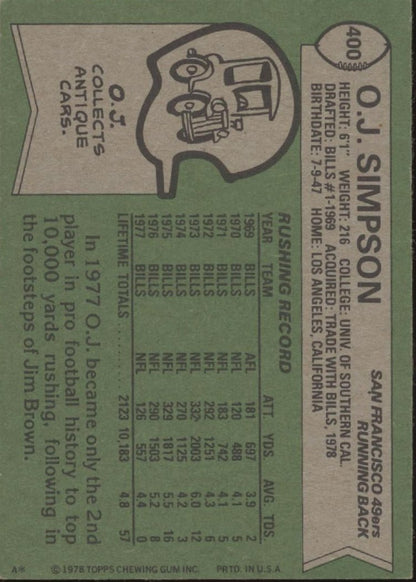 400
O.J. SIMPSON
SAN FRANCISCO 49ers
RUNNING BACK
HEIGHT: 6'1" WEIGHT: 216 COLLEGE: UNIV. OF SOUTHERN CAL.
DRAFTED: BILLS #1-1969 ACQUIRED: TRADE WITH BILLS, 1978
BIRTHDATE: 7-9-47 HOME: LOS ANGELES, CALIFORNIA
O.J.
COLLECTS
ANTIQUE
CARS.
RUSHING RECORD
YEAR TEAM ATT. YDS. AVG. TDS.
1969 BILLS AFL 181 697 3.9 2
1970 BILLS NFL 120 488 4.1 5
1971 BILLS NFL 183 742 4.1 5
1972 BILLS NFL 292 1251 4.3 6
1973 BILLS NFL 332 2003 6.0 12
1974 BILLS NFL 270 1125 4.2 3
1975 BILLS NFL 329 1817 5.5 16
1976 BILLS NFL 290 1503 5.2 8
1977 BILLS NFL 126 557 4.4 0
LIFETIME TOTALS ........ 2123 10,183 4.8 57
In 1977 O.J. became only the 2nd
player in pro football history to top
10,000 yards rushing, following in
the footsteps of Jim Brown.
A* © 1978 TOPPS CHEWING GUM INC. PRTD. IN U.S.A